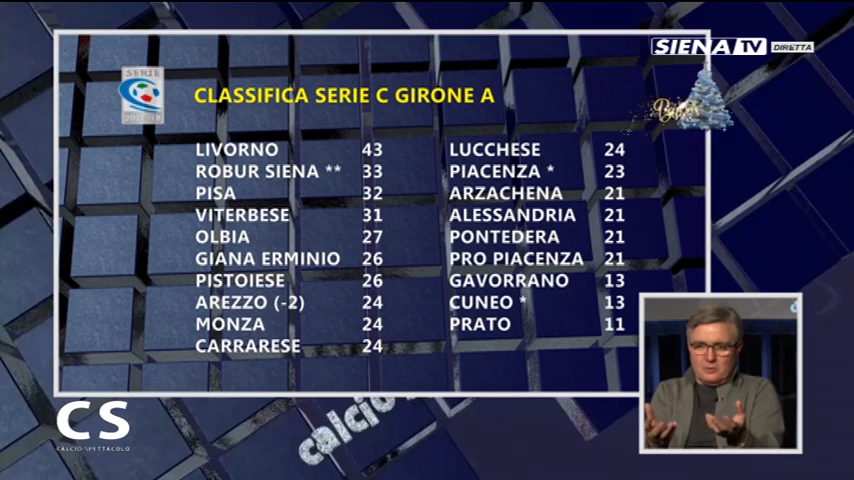 SIENA TV DIRETTA
SERIE
2017-18
CLASSIFICA SERIE C GIRONE A
LIVORNO 43
ROBUR SIENA ** 33
PISA 32
VITERBESE 31
OLBIA 27
GIANA ERMINIO 26
PISTOIESE 26
AREZZO (-2) 24
MONZA 24
CARRARESE 24
LUCCHESE 24
PIACENZA * 23
ARZACHENA 21
ALESSANDRIA 21
PONTEDERA 21
PRO PIACENZA 21
GAVORRANO 13
CUNEO * 13
PRATO 11
CS
CALCIO SPETTACOLO
calcio